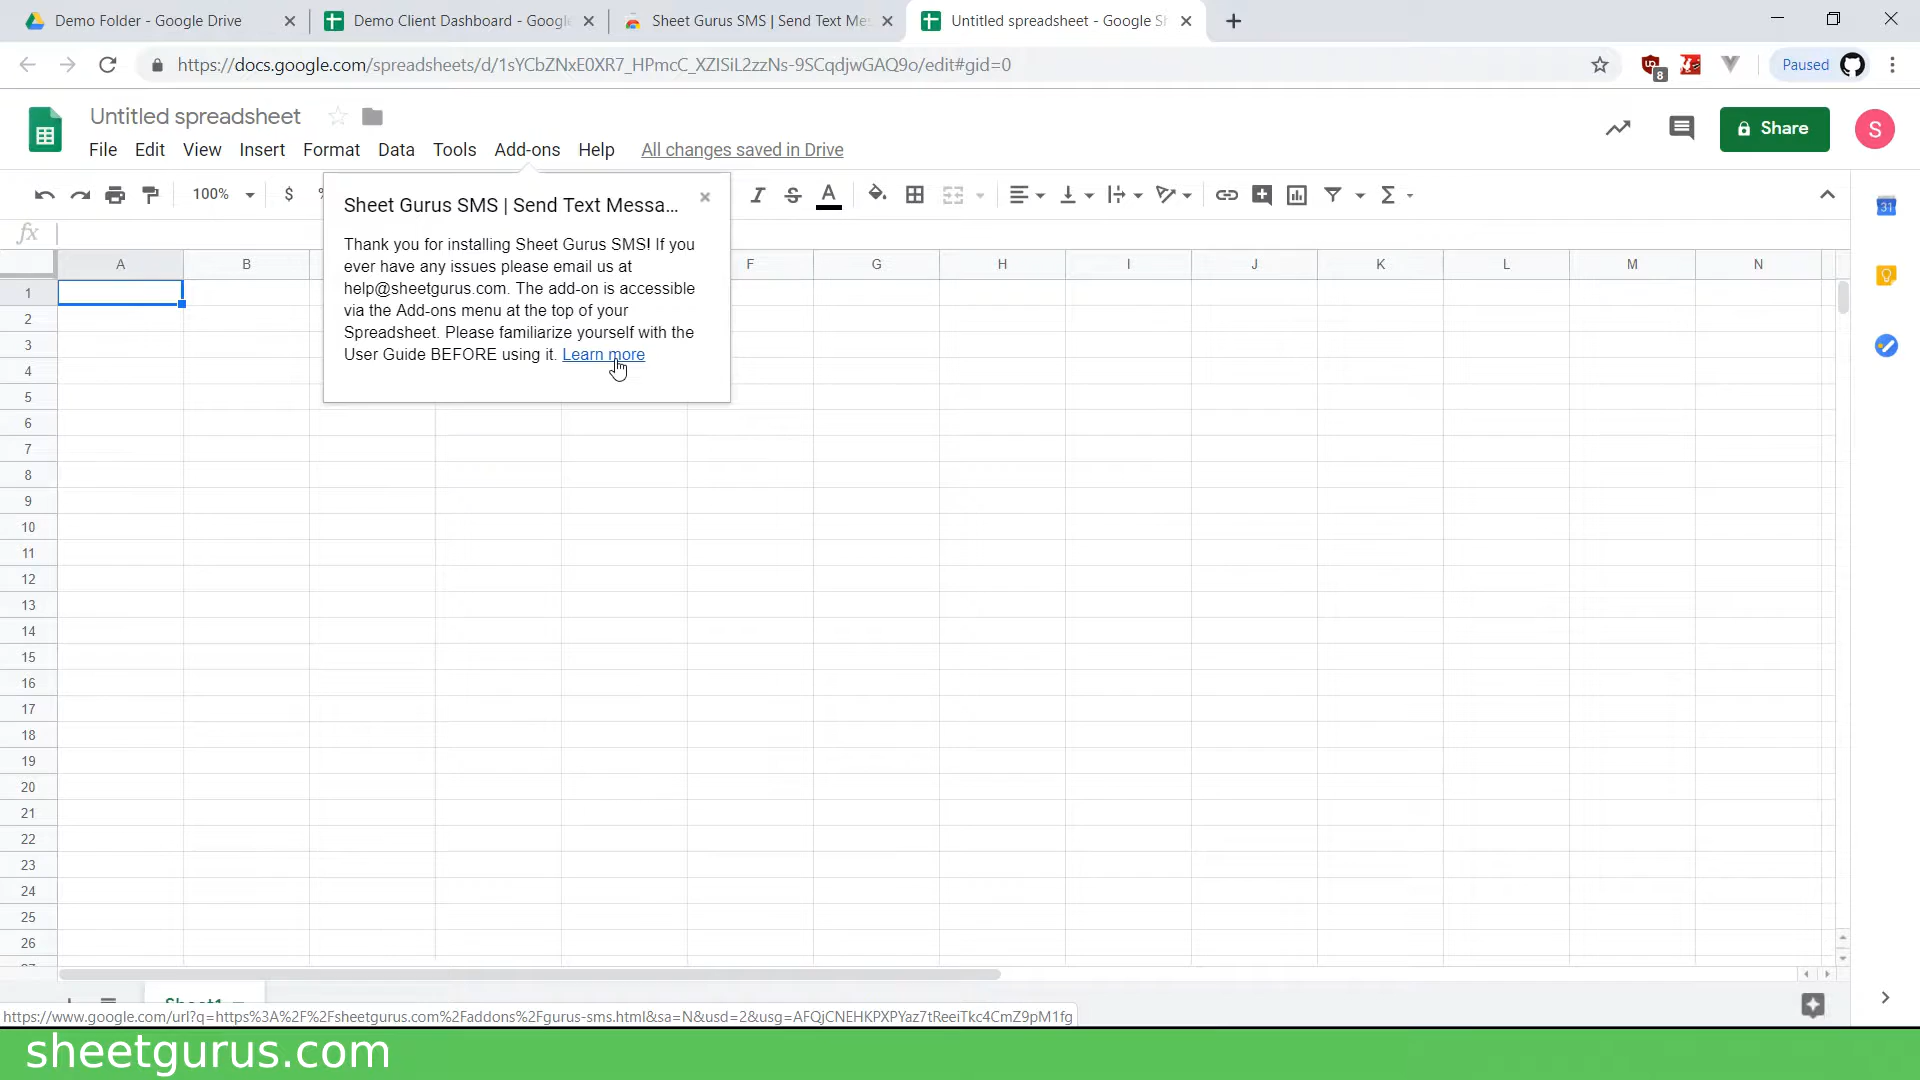 Demo Folder - Google Drive
Demo Client Dashboard - Google
Sheet Gurus SMS | Send Text Mes
Untitled spreadsheet - Google Sh
https://docs.google.com/spreadsheets/d/1sYCbZNxE0XR7_HPmcC_XZISiL2zzNs-9SCqdjwGAQ9o/edit#gid=0
8
Paused
Untitled spreadsheet
Share
S
File Edit View Insert Format Data Tools Add-ons Help All changes saved in Drive
100% $ %
A
31
fx
Sheet Gurus SMS | Send Text Messa...
Thank you for installing Sheet Gurus SMS! If you
ever have any issues please email us at
help@sheetgurus.com. The add-on is accessible
via the Add-ons menu at the top of your
Spreadsheet. Please familiarize yourself with the
User Guide BEFORE using it. Learn more
A B F G H I J K L M N
1
2
3
4
5
6
7
8
9
10
11
12
13
14
15
16
17
18
19
20
21
22
23
24
25
26
27
Sheet1
https://www.google.com/url?q=https%3A%2F%2Fsheetgurus.com%2Faddons%2Fgurus-sms.html&sa=N&usd=2&usg=AFQjCNEHKPXPYaz7tReeiTkc4CmZ9pM1fg
sheetgurus.com